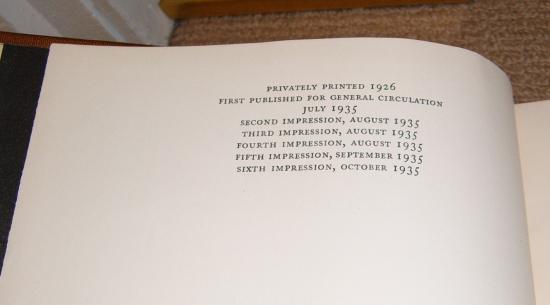 PRIVATELY PRINTED 1926
FIRST PUBLISHED FOR GENERAL CIRCULATION
JULY 1935
SECOND IMPRESSION, AUGUST 1935
THIRD IMPRESSION, AUGUST 1935
FOURTH IMPRESSION, AUGUST 1935
FIFTH IMPRESSION, SEPTEMBER 1935
SIXTH IMPRESSION, OCTOBER 1935